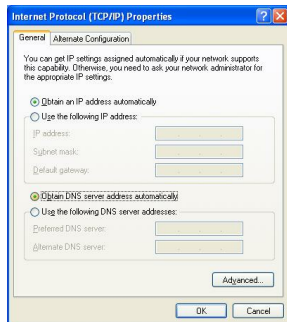 Internet Protocol (TCP/IP) Properties
General
Alternate Configuration
You can get IP settings assigned automatically if your network supports
this capability. Otherwise, you need to ask your network administrator for
the appropriate IP settings.
Obtain an IP address automatically
Use the following IP address:
IP address:
Subnet mask:
Default gateway:
Obtain DNS server address automatically
Use the following DNS server addresses:
Preferred DNS server:
Alternate DNS server:
Advanced...
OK
Cancel